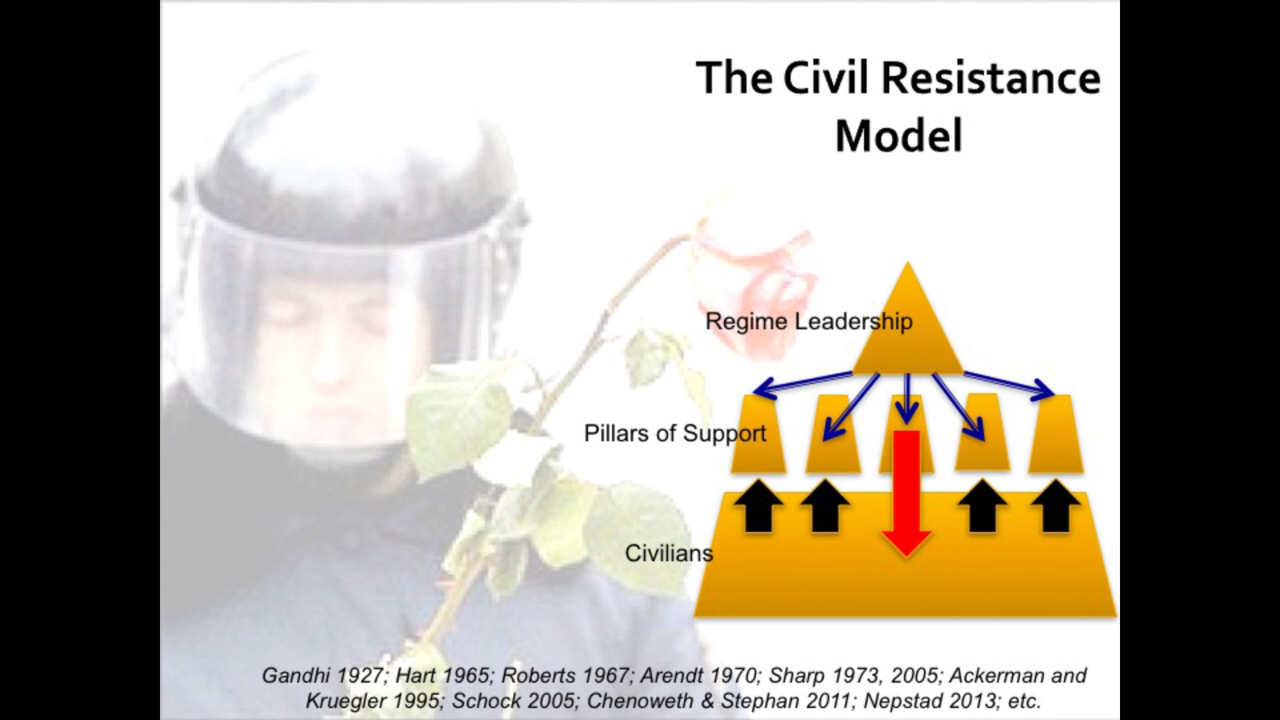 The Civil Resistance
Model
Regime Leadership
Pillars of Support
Civilians
Gandhi 1927; Hart 1965; Roberts 1967; Arendt 1970; Sharp 1973, 2005; Ackerman and
Kruegler 1995; Schock 2005; Chenoweth & Stephan 2011; Nepstad 2013; etc.